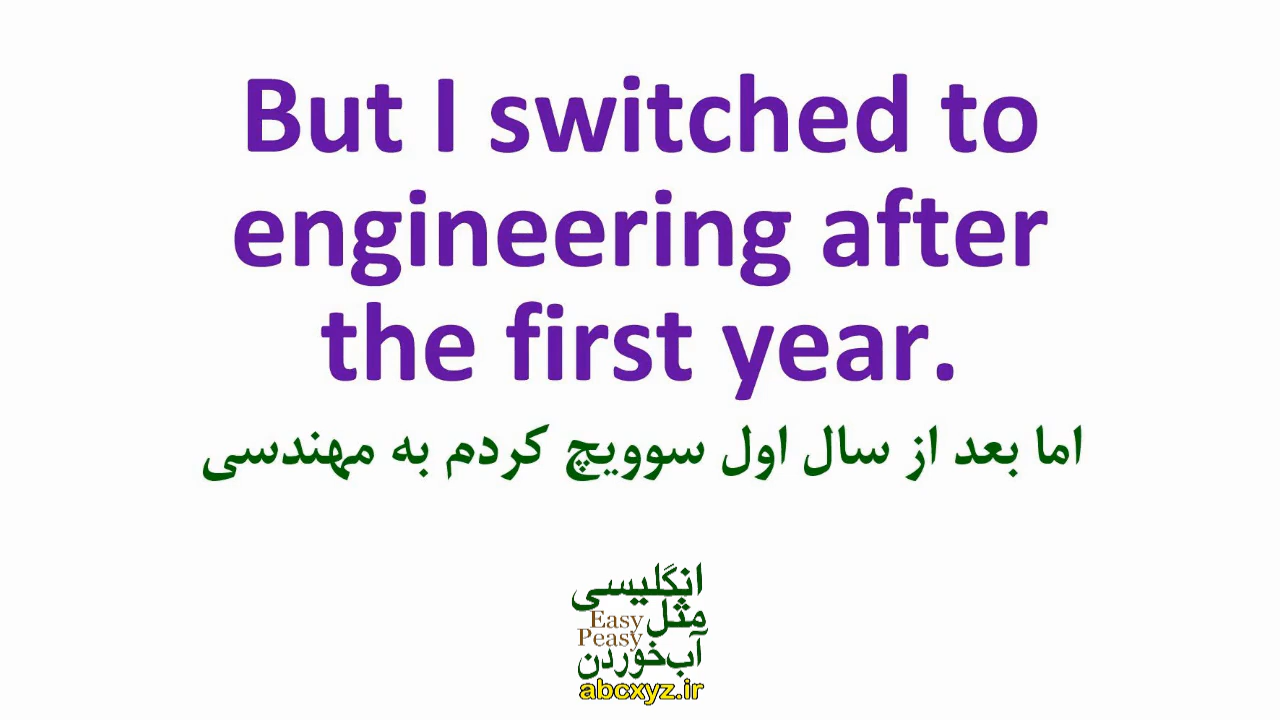 But I switched to
engineering after
the first year.
اما بعد از سال اول سوویچ کردم به مهندسی
انگلیسی
مثل
Easy
Peasy
آب‌خوردن
abcxyz.ir